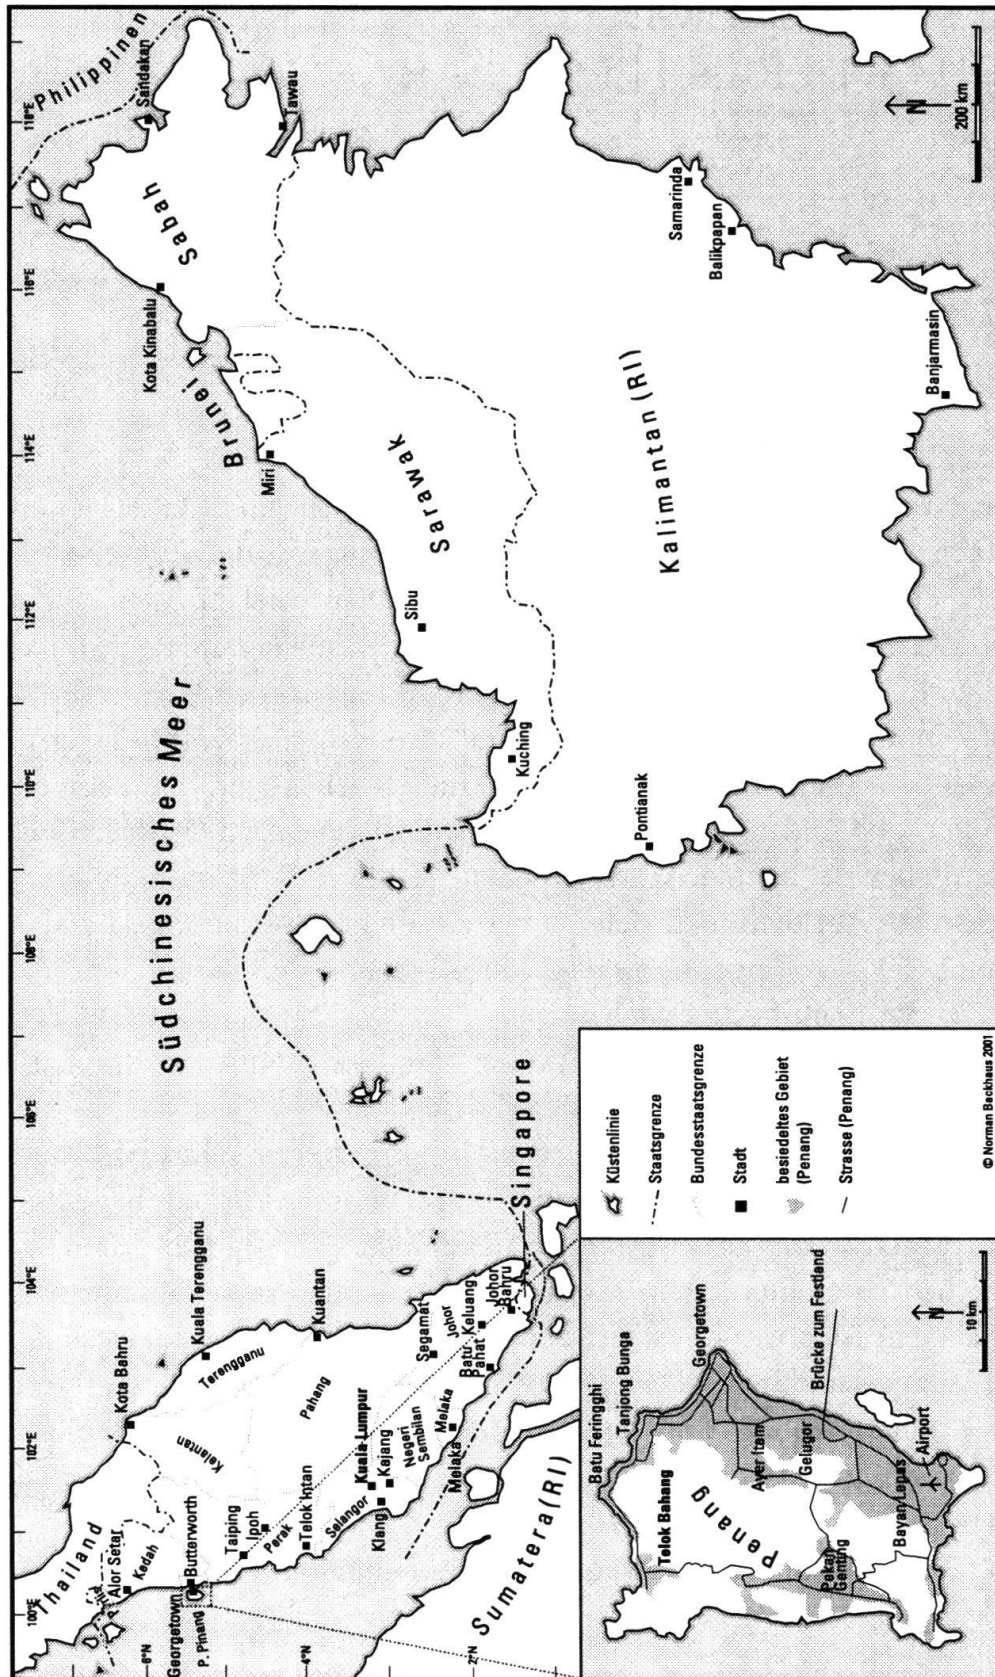 Thailand
Alor Setar
Kedah
Georgetown
P. Pinang
Butterworth
Kota Bahru
Kelantan
Kuala Terengganu
Terengganu
Taiping
Ipoh
Perak
Telok Intan
Pahang
Kuantan
Selangor
Kuala Lumpur
Kejang
Klang
Negeri
Sembilan
Melaka
Melaka
Segamat
Johor
Batu
Pahat
Keluang
Johor
Bahru
Singapore
Sumatera (RI)
Südchinesisches Meer
Philippinen
Sandakan
Tawau
Sabah
Kota Kinabalu
Brunei
Miri
Sarawak
Sibu
Kuching
Kalimantan (RI)
Pontianak
Samarinda
Balikpapan
Banjarmasin
100°E
102°E
104°E
106°E
108°E
110°E
112°E
114°E
116°E
118°E
6°N
4°N
2°N
N
200 km
Batu Feringghi
Tanjong Bunga
Georgetown
Telok Bahang
Penang
Ayer Itam
Gelugor
Brücke zum Festland
Pekan
Genting
Bayan Lepas
Airport
N
10 km
Küstenlinie
Staatsgrenze
Bundesstaatsgrenze
Stadt
besiedeltes Gebiet
(Penang)
Strasse (Penang)
© Norman Backhaus 2001